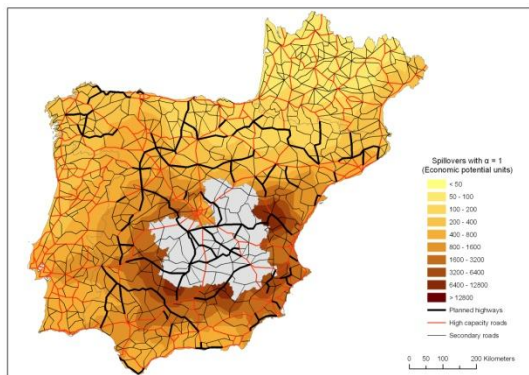 Spillovers with α = 1
(Economic potential units)
< 50
50 - 100
100 - 200
200 - 400
400 - 800
800 - 1600
1600 - 3200
3200 - 6400
6400 - 12800
> 12800
Planned highways
High capacity roads
Secondary roads
0 50 100 200 Kilometers